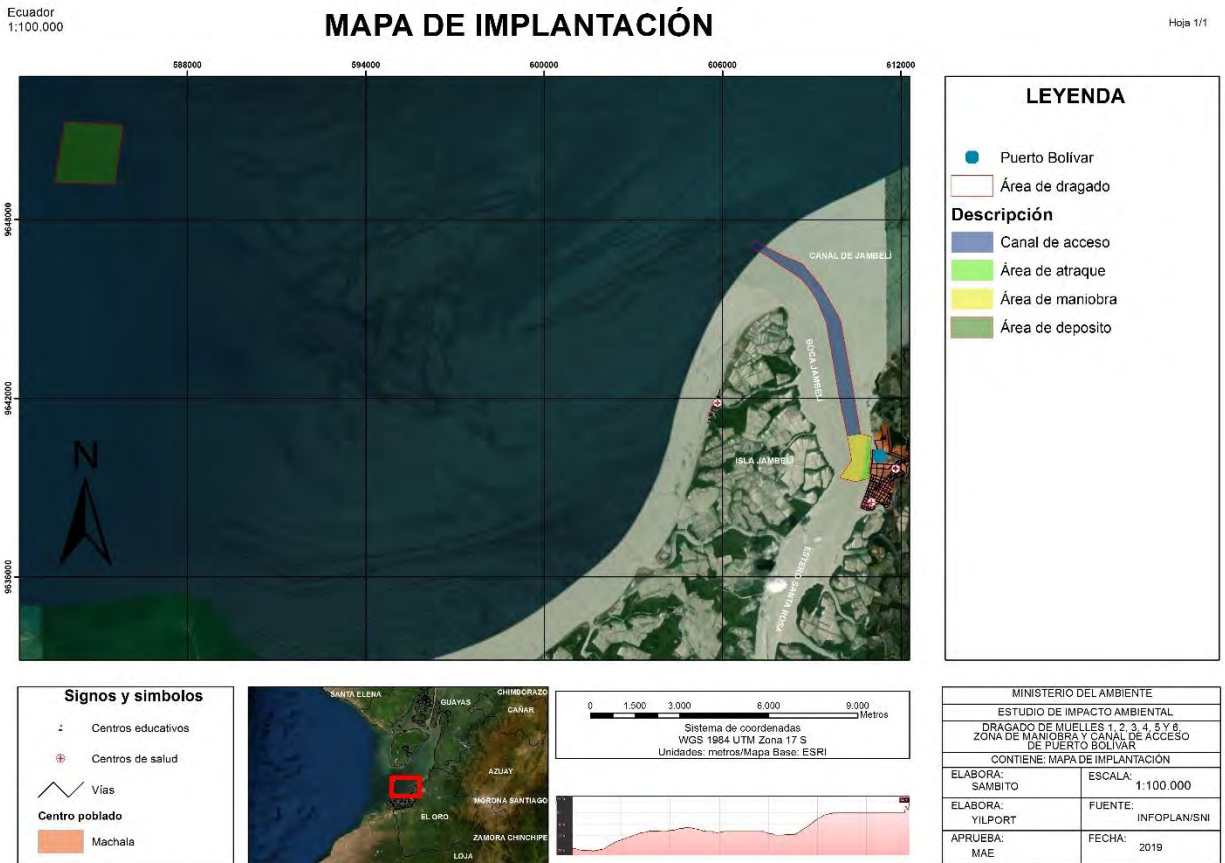 Ecuador
1:100.000
MAPA DE IMPLANTACIÓN
Hoja 1/1
588000
594000
600000
606000
612000
9648000
9642000
9636000
CANAL DE JAMBELÍ
BOCA JAMBELÍ
ISLA JAMBELÍ
ESTERO SANTA ROSA
N
LEYENDA
Puerto Bolívar
Área de dragado
Descripción
Canal de acceso
Área de atraque
Área de maniobra
Área de deposito
Signos y simbolos
Centros educativos
Centros de salud
Vías
Centro poblado
Machala
SANTA ELENA
GUAYAS
CHIMBORAZO
CAÑAR
AZUAY
MORONA SANTIAGO
EL ORO
ZAMORA CHINCHIPE
LOJA
0 1.500 3.000 6.000 9.000
Metros
Sistema de coordenadas
WGS 1984 UTM Zona 17 S
Unidades: metros/Mapa Base: ESRI
MINISTERIO DEL AMBIENTE
ESTUDIO DE IMPACTO AMBIENTAL
DRAGADO DE MUELLES 1, 2, 3, 4, 5 Y 6,
ZONA DE MANIOBRA Y CANAL DE ACCESO
DE PUERTO BOLÍVAR
CONTIENE: MAPA DE IMPLANTACIÓN
ELABORA:
SAMBITO
ESCALA:
1:100.000
ELABORA:
YILPORT
FUENTE:
INFOPLAN/SNI
APRUEBA:
MAE
FECHA:
2019